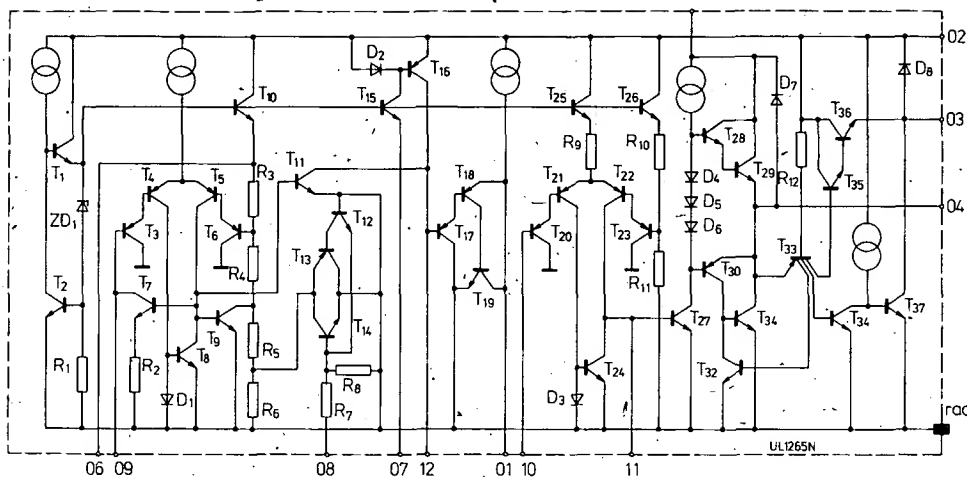 02
D2
T16
D8
T10
T15
T25
T26
D7
T36
03
T28
T1
R3
T11
R9
R10
T29
R12
T35
T4
T5
T18
T21
T22
D4
D5
D6
04
ZD1
T12
T3
T6
T17
T20
T23
T33
T13
R4
T30
T2
T7
T19
R11
T9
T14
T27
T34
T34
T37
T8
R5
R1
R2
R8
T24
T32
D1
R6
R7
D3
rad
UL1265N
06 09 08 07 12 01 10 11